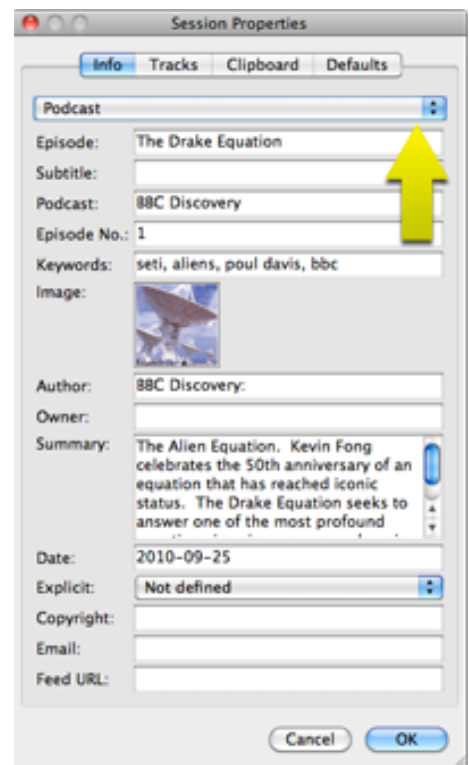 Session Properties
Info Tracks Clipboard Defaults
Podcast
Episode: The Drake Equation
Subtitle:
Podcast: BBC Discovery
Episode No.: 1
Keywords: seti, aliens, poul davis, bbc
Image:
Author: BBC Discovery:
Owner:
Summary: The Alien Equation. Kevin Fong
celebrates the 50th anniversary of an
equation that has reached iconic
status. The Drake Equation seeks to
answer one of the most profound
Date: 2010-09-25
Explicit: Not defined
Copyright:
Email:
Feed URL:
Cancel OK